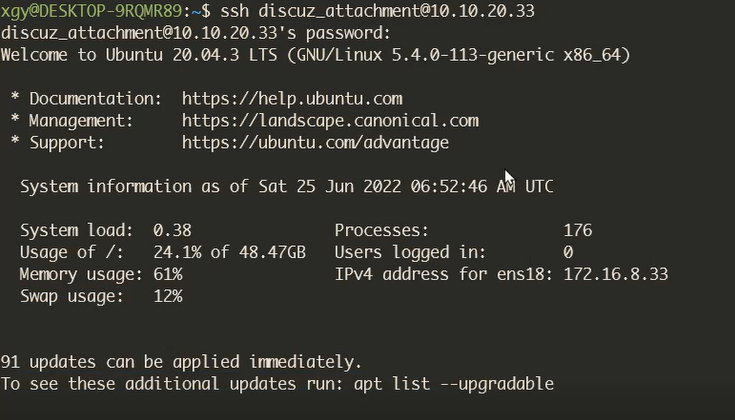 xgy@DESKTOP-9RQMR89:~$ ssh discuz_attachment@10.10.20.33
discuz_attachment@10.10.20.33's password:
Welcome to Ubuntu 20.04.3 LTS (GNU/Linux 5.4.0-113-generic x86_64)
* Documentation: https://help.ubuntu.com
* Management: https://landscape.canonical.com
* Support: https://ubuntu.com/advantage
System information as of Sat 25 Jun 2022 06:52:46 AM UTC
System load: 0.38 Processes: 176
Usage of /: 24.1% of 48.47GB Users logged in: 0
Memory usage: 61% IPv4 address for ens18: 172.16.8.33
Swap usage: 12%
91 updates can be applied immediately.
To see these additional updates run: apt list --upgradable